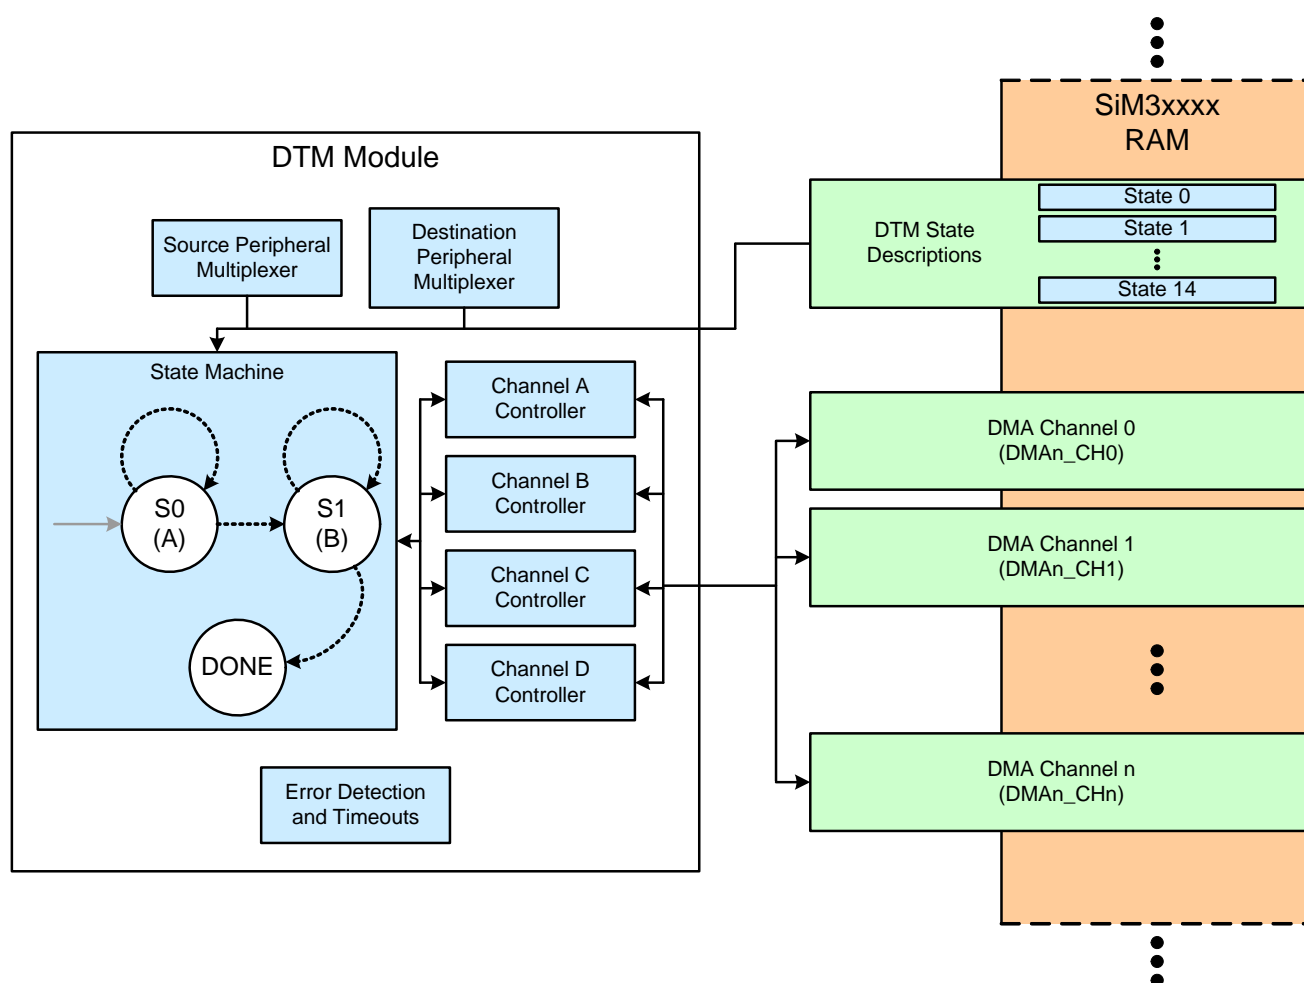 SiM3xxxx
RAM
DTM Module
Source Peripheral
Multiplexer
Destination
Peripheral
Multiplexer
DTM State
Descriptions
State 0
State 1
State 14
State Machine
S0
(A)
S1
(B)
DONE
Channel A
Controller
Channel B
Controller
Channel C
Controller
Channel D
Controller
Error Detection
and Timeouts
DMA Channel 0
(DMAn_CH0)
DMA Channel 1
(DMAn_CH1)
DMA Channel n
(DMAn_CHn)